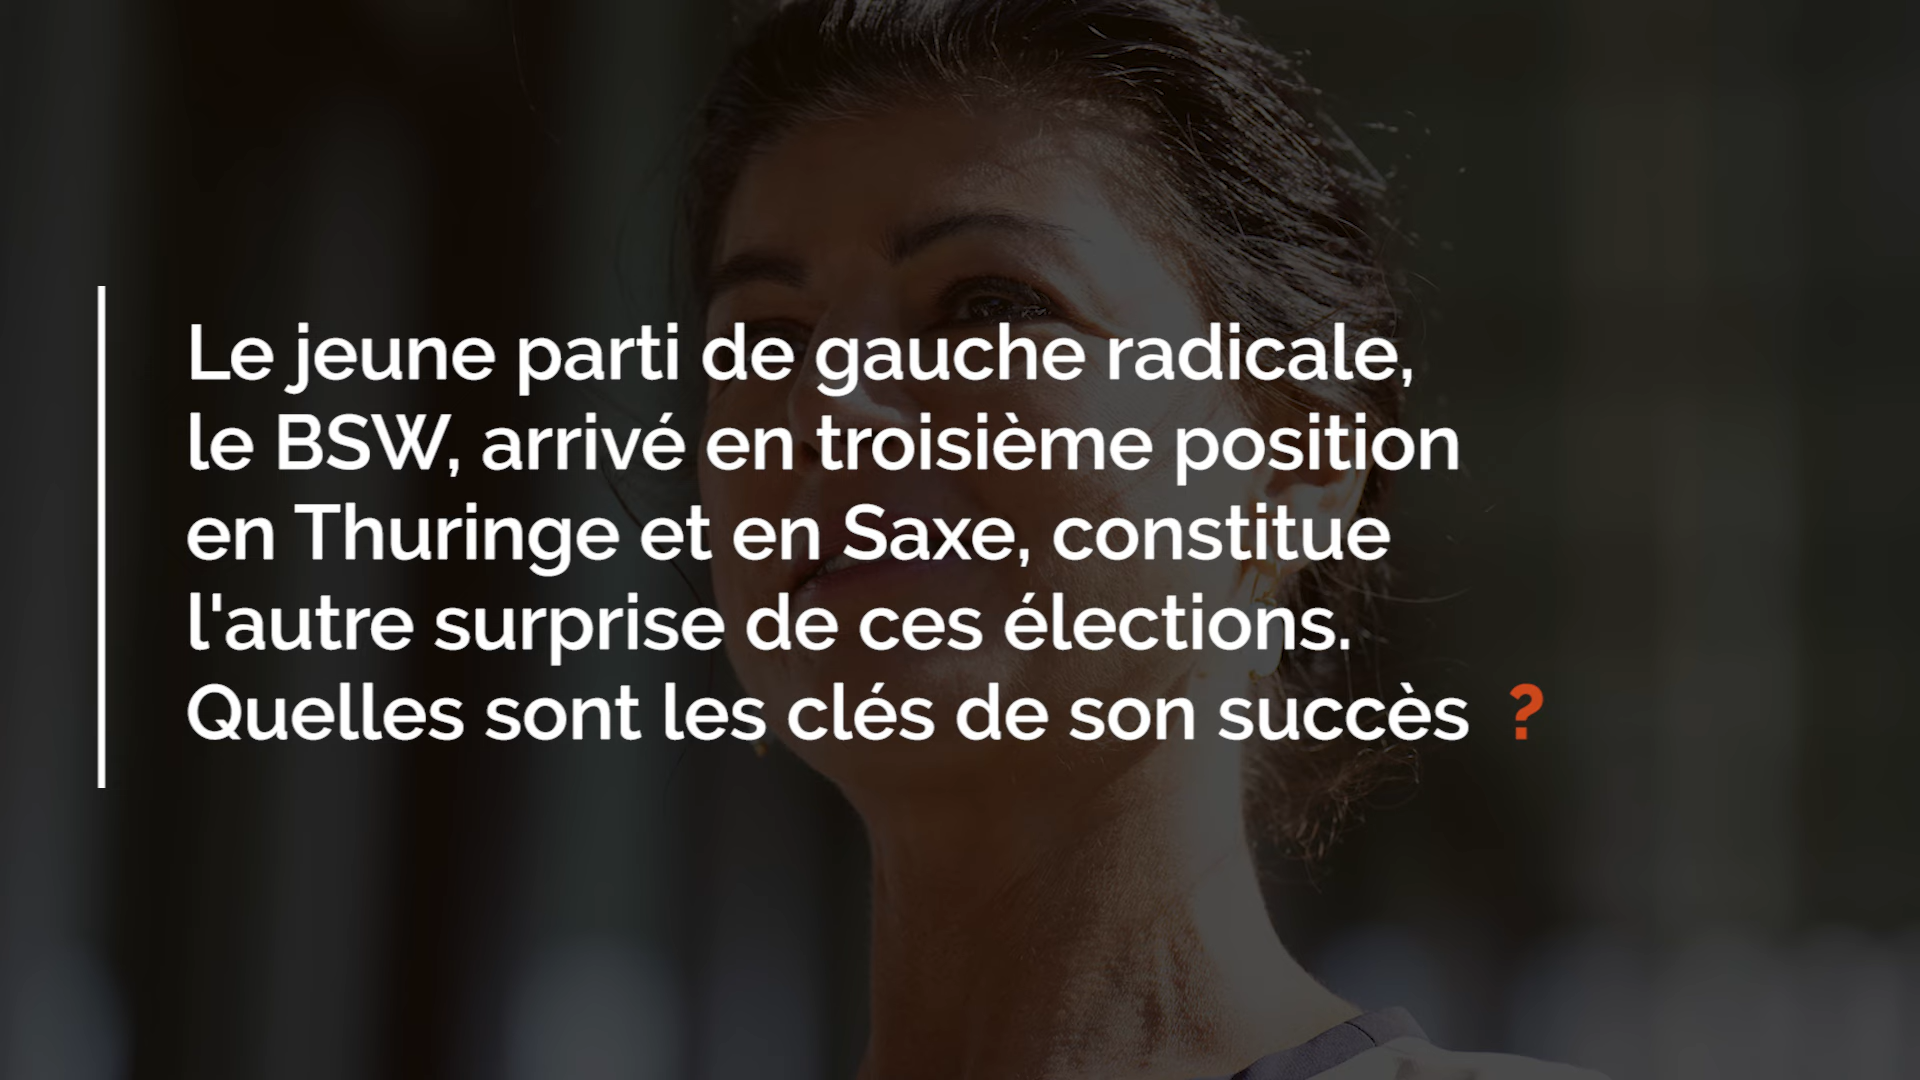 Le jeune parti de gauche radicale,
le BSW, arrivé en troisième position
en Thuringe et en Saxe, constitue
l'autre surprise de ces élections.
Quelles sont les clés de son succès ?